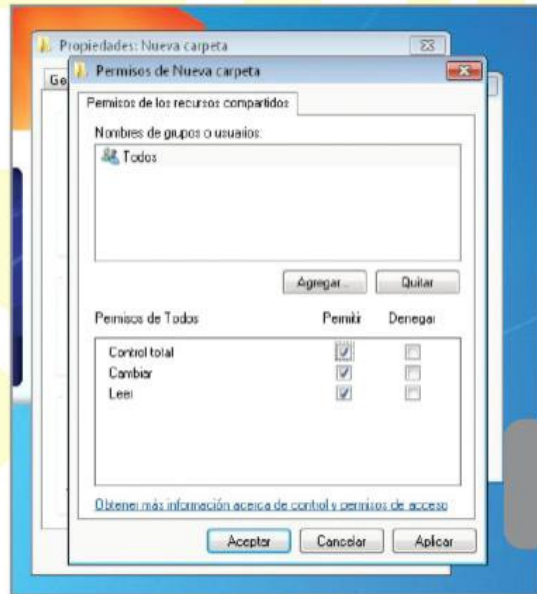 Propiedades: Nueva carpeta
Ge
Permisos de Nueva carpeta
Permisos de los recursos compartidos
Nombres de grupos o usuarios:
Todos
Agregar...
Quitar
Permisos de Todos
Permitir
Denegar
Control total
Cambiar
Leer
Obtener más información acerca de control y permisos de acceso
Aceptar
Cancelar
Aplicar